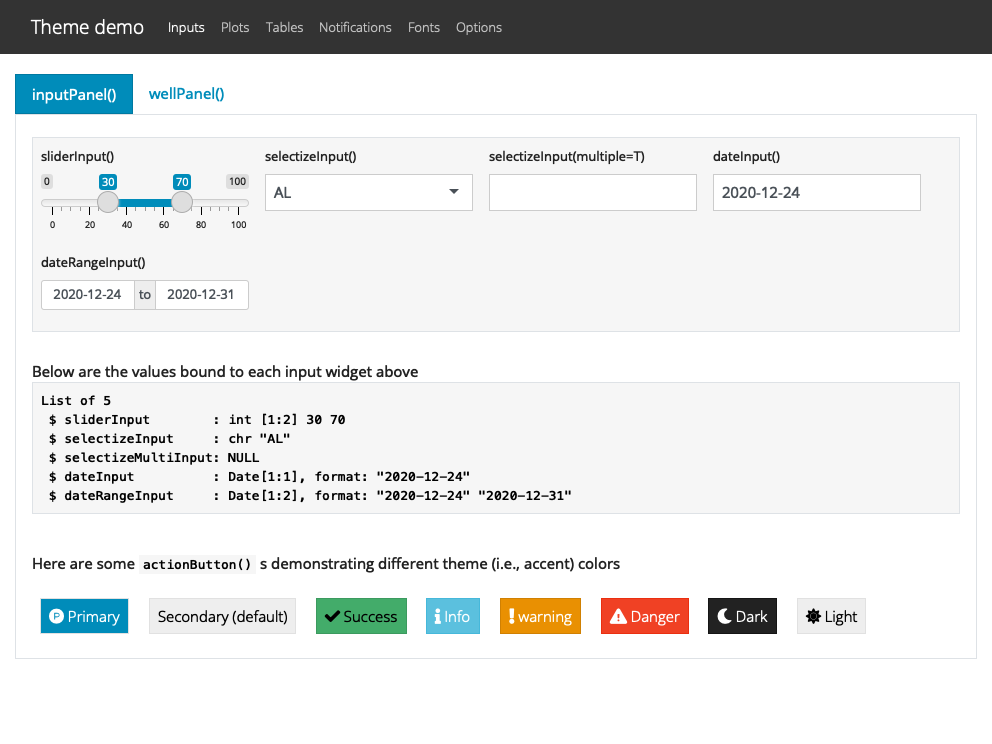 Theme demo Inputs Plots Tables Notifications Fonts Options
inputPanel() wellPanel()
sliderInput() selectizeInput() selectizeInput(multiple=T) dateInput()
0 30 70 100
AL 2020-12-24
0 20 40 60 80 100
dateRangeInput()
2020-12-24 to 2020-12-31
Below are the values bound to each input widget above
List of 5
 $ sliderInput        : int [1:2] 30 70
 $ selectizeInput     : chr "AL"
 $ selectizeMultiInput: NULL
 $ dateInput          : Date[1:1], format: "2020-12-24"
 $ dateRangeInput     : Date[1:2], format: "2020-12-24" "2020-12-31"
Here are some actionButton() s demonstrating different theme (i.e., accent) colors
Primary Secondary (default) Success Info warning Danger Dark Light